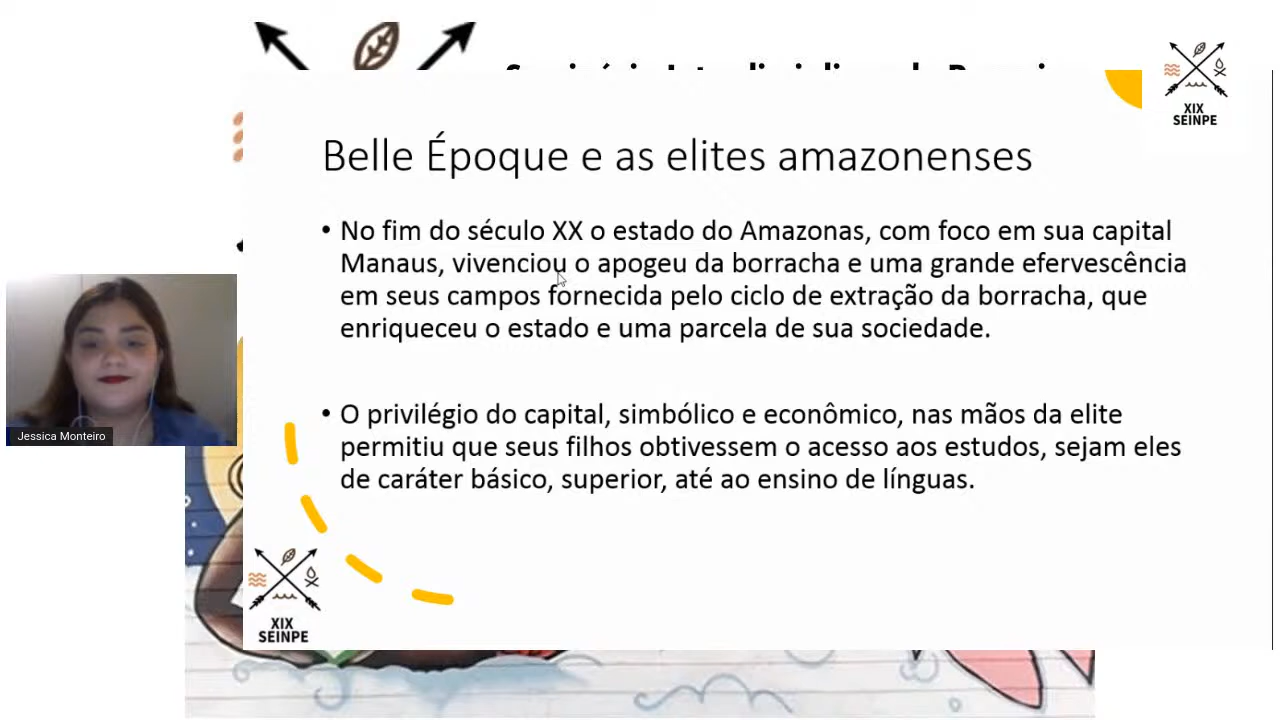 XIX
SEINPE
Belle Époque e as elites amazonenses
• No fim do século XX o estado do Amazonas, com foco em sua capital
Manaus, vivenciou o apogeu da borracha e uma grande efervescência
em seus campos fornecida pelo ciclo de extração da borracha, que
enriqueceu o estado e uma parcela de sua sociedade.
• O privilégio do capital, simbólico e econômico, nas mãos da elite
permitiu que seus filhos obtivessem o acesso aos estudos, sejam eles
de caráter básico, superior, até ao ensino de línguas.
Jessica Monteiro
XIX
SEINPE